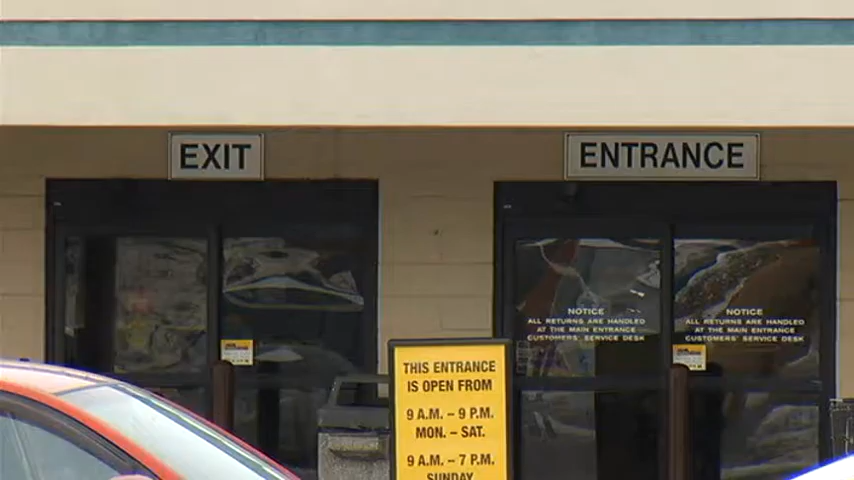 EXIT
ENTRANCE
NOTICE
ALL RETURNS ARE HANDLED
AT THE MAIN ENTRANCE
CUSTOMERS' SERVICE DESK
NOTICE
ALL RETURNS ARE HANDLED
AT THE MAIN ENTRANCE
CUSTOMERS' SERVICE DESK
THIS ENTRANCE
IS OPEN FROM
9 A.M. – 9 P.M.
MON. – SAT.
9 A.M. – 7 P.M.
SUNDAY